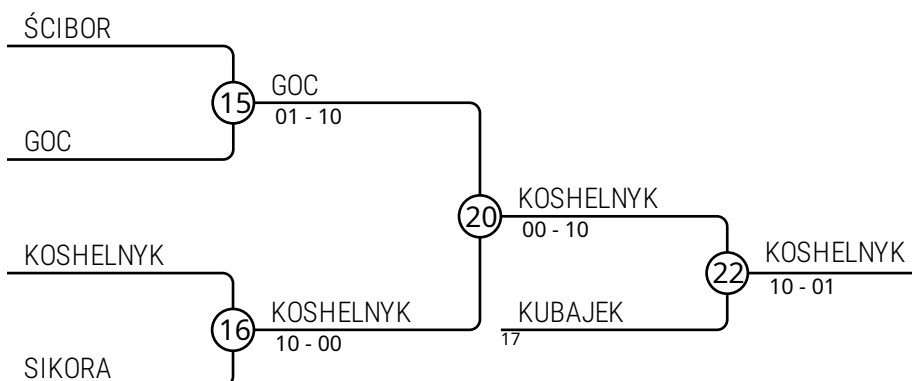 ŚCIBOR
15
GOC
01 - 10
GOC
20
KOSHELNYK
00 - 10
KOSHELNYK
22
KOSHELNYK
10 - 01
16
KOSHELNYK
10 - 00
KUBAJEK
17
SIKORA